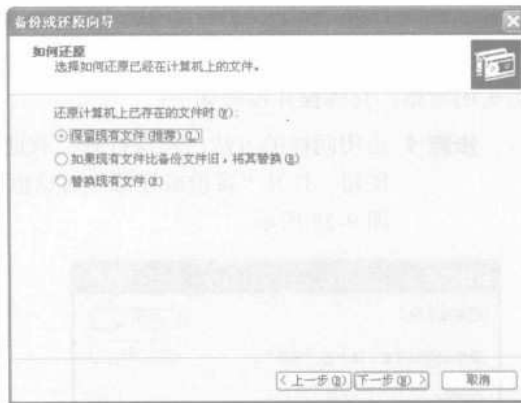 备份或还原向导
如何还原
选择如何还原已经在计算机上的文件。
还原计算机上已存在的文件时(Y):
保留现有文件(推荐)(L)
如果现有文件比备份文件旧，将其替换(R)
替换现有文件(E)
< 上一步(B) 下一步(N) > 取消